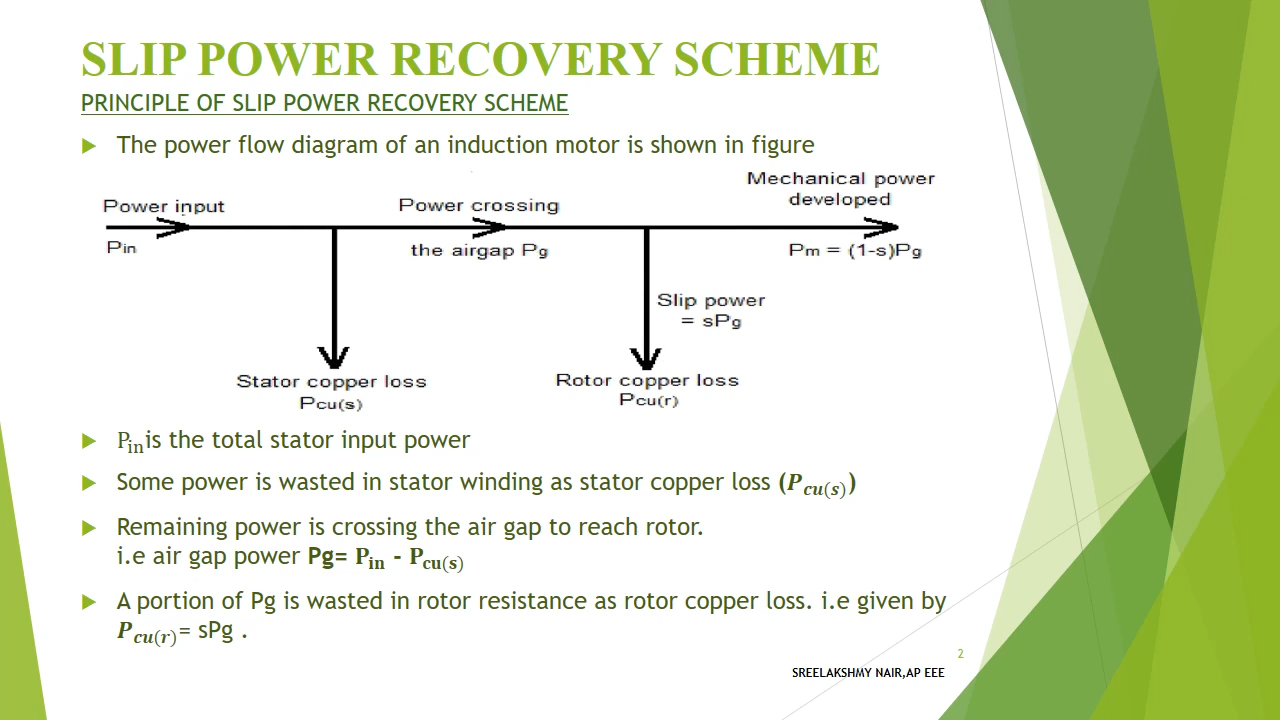 SLIP POWER RECOVERY SCHEME
PRINCIPLE OF SLIP POWER RECOVERY SCHEME
The power flow diagram of an induction motor is shown in figure
Power input
Pin
Power crossing
the airgap Pg
Mechanical power
developed
Pm = (1-s)Pg
Slip power
= sPg
Stator copper loss
Pcu(s)
Rotor copper loss
Pcu(r)
Pin is the total stator input power
Some power is wasted in stator winding as stator copper loss (Pcu(s))
Remaining power is crossing the air gap to reach rotor.
i.e air gap power Pg= Pin - Pcu(s)
A portion of Pg is wasted in rotor resistance as rotor copper loss. i.e given by
Pcu(r)= sPg .
2
SREELAKSHMY NAIR,AP EEE